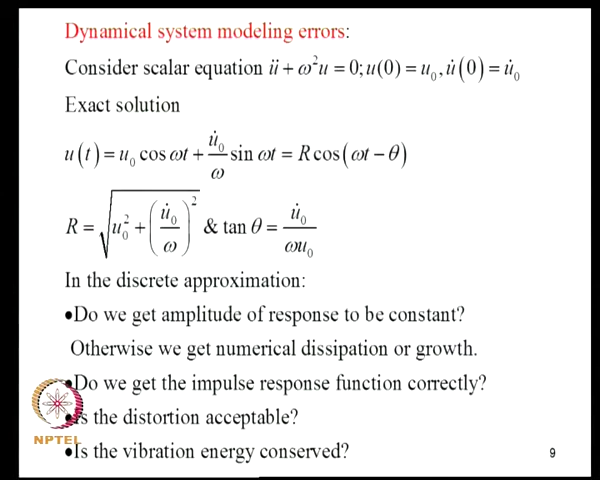 Dynamical system modeling errors:
Consider scalar equation ü + ω²u = 0; u(0) = u₀, u̇(0) = u̇₀
Exact solution
u(t) = u₀ cos ωt + u̇₀/ω sin ωt = R cos(ωt − θ)
R = √(u₀² + (u̇₀/ω)²) & tan θ = u̇₀/ωu₀
In the discrete approximation:
•Do we get amplitude of response to be constant?
Otherwise we get numerical dissipation or growth.
•Do we get the impulse response function correctly?
•Is the distortion acceptable?
•Is the vibration energy conserved?
NPTEL
9